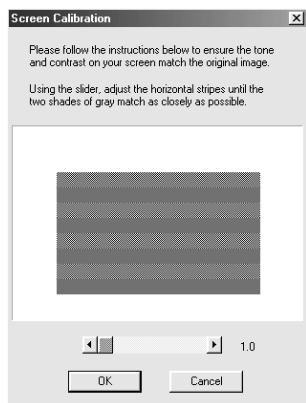 Screen Calibration
Please follow the instructions below to ensure the tone
and contrast on your screen match the original image.
Using the slider, adjust the horizontal stripes until the
two shades of gray match as closely as possible.
1.0
OK Cancel